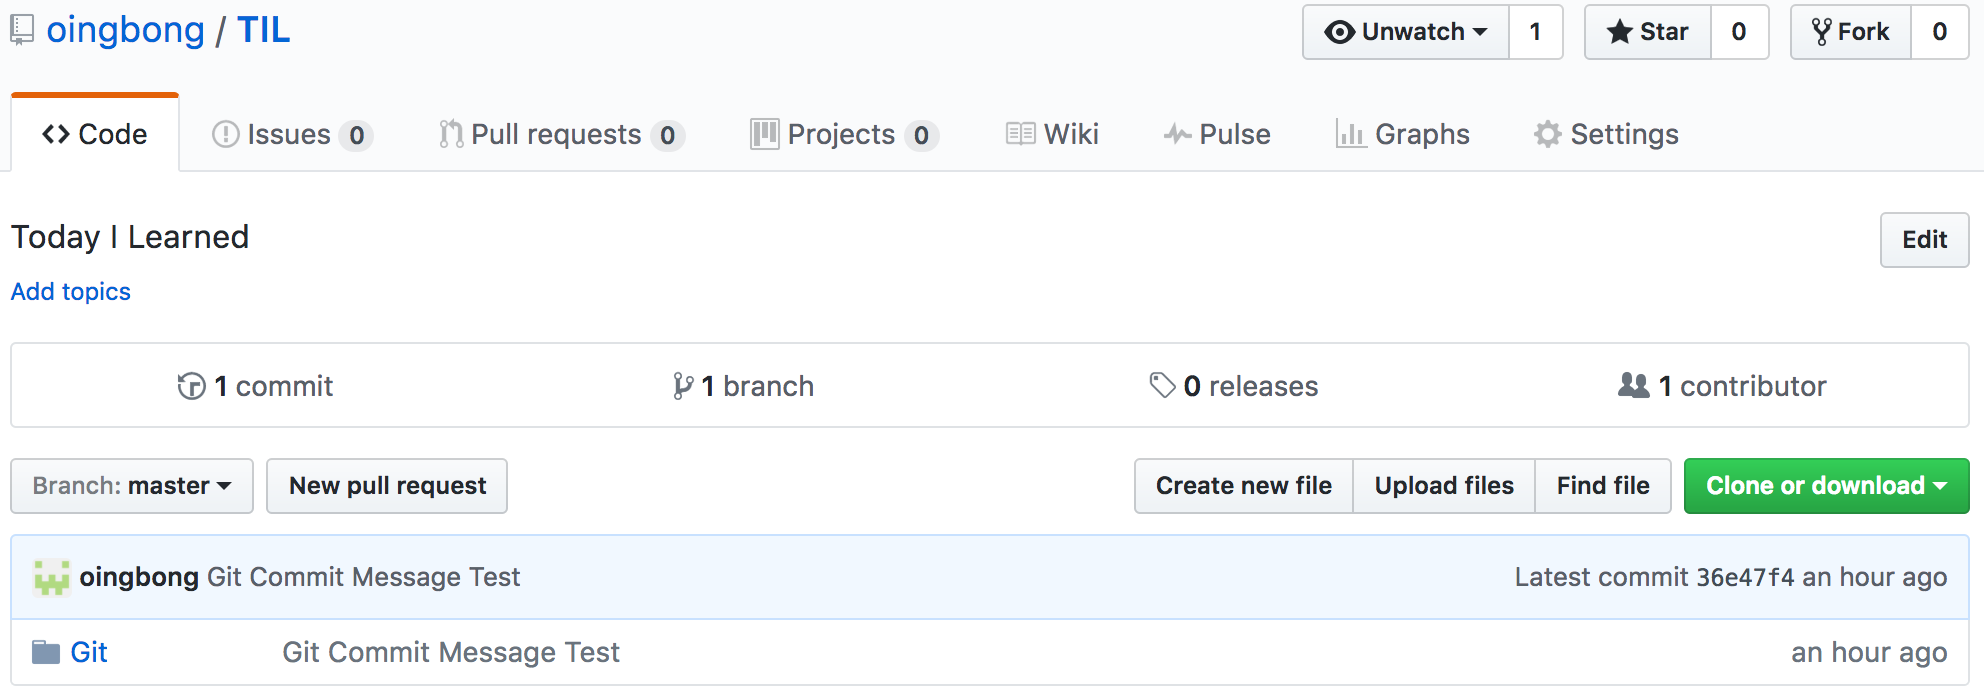 oingbong / TIL
Unwatch 1 Star 0 Fork 0
Code Issues 0 Pull requests 0 Projects 0 Wiki Pulse Graphs Settings
Today I Learned
Edit
Add topics
1 commit 1 branch 0 releases 1 contributor
Branch: master New pull request Create new file Upload files Find file Clone or download
oingbong Git Commit Message Test Latest commit 36e47f4 an hour ago
Git Git Commit Message Test an hour ago